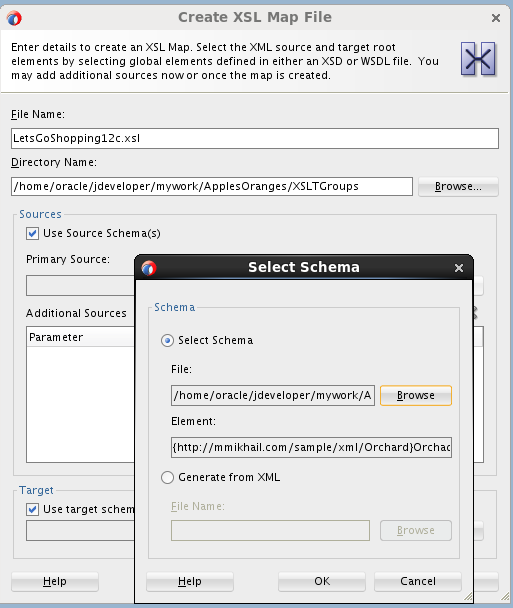 Create XSL Map File
Enter details to create an XSL Map. Select the XML source and target root
elements by selecting global elements defined in either an XSD or WSDL file. You
may add additional sources now or once the map is created.
File Name:
LetsGoShopping12c.xsl
Directory Name:
/home/oracle/jdeveloper/mywork/ApplesOranges/XSLTGroups
Browse...
Sources
Use Source Schema(s)
Primary Source:
Additional Sources
Parameter
Target
Use target schem
Help
Select Schema
Schema
Select Schema
File:
/home/oracle/jdeveloper/mywork/A
Browse
Element:
{http://mmikhail.com/sample/xml/Orchard}Orchad
Generate from XML
File Name:
Browse
Help
OK
Cancel